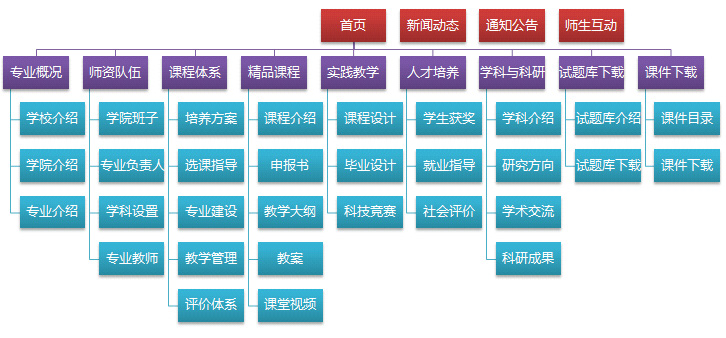 首页
新闻动态
通知公告
师生互动
专业概况
师资队伍
课程体系
精品课程
实践教学
人才培养
学科与科研
试题库下载
课件下载
学校介绍
学院班子
培养方案
课程介绍
课程设计
学生获奖
学科介绍
试题库介绍
课件目录
学院介绍
专业负责人
选课指导
申报书
毕业设计
就业指导
研究方向
试题库下载
课件下载
专业介绍
学科设置
专业建设
教学大纲
科技竟赛
社会评价
学术交流
专业教师
教学管理
教案
科研成果
评价体系
课堂视频